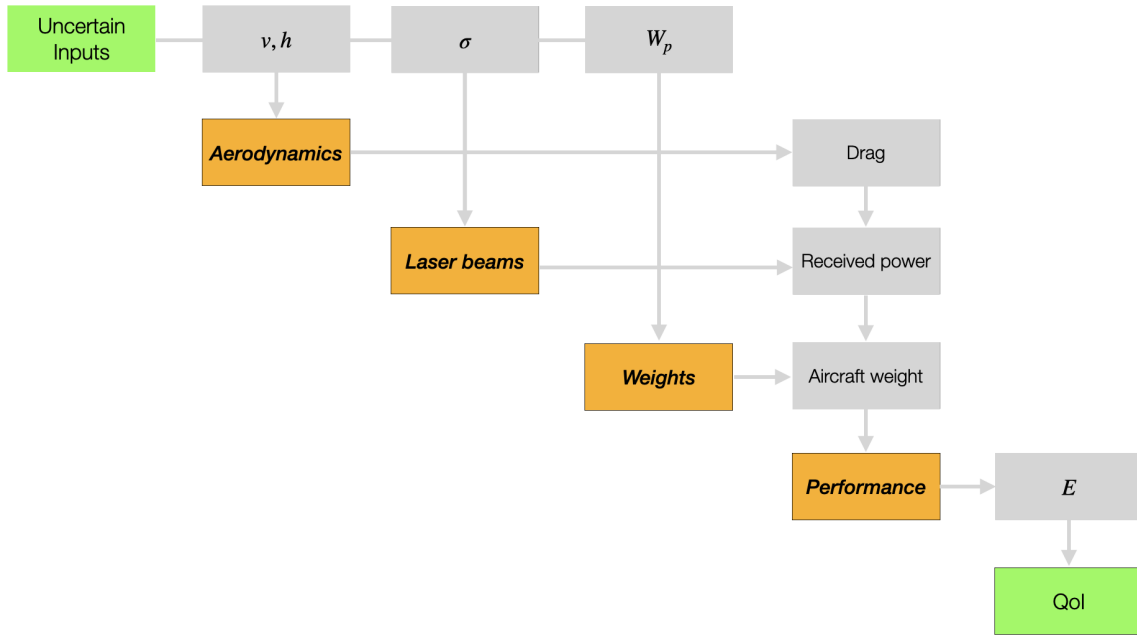 Uncertain
Inputs
v, h
σ
W_p
Aerodynamics
Drag
Laser beams
Received power
Weights
Aircraft weight
Performance
E
QoI